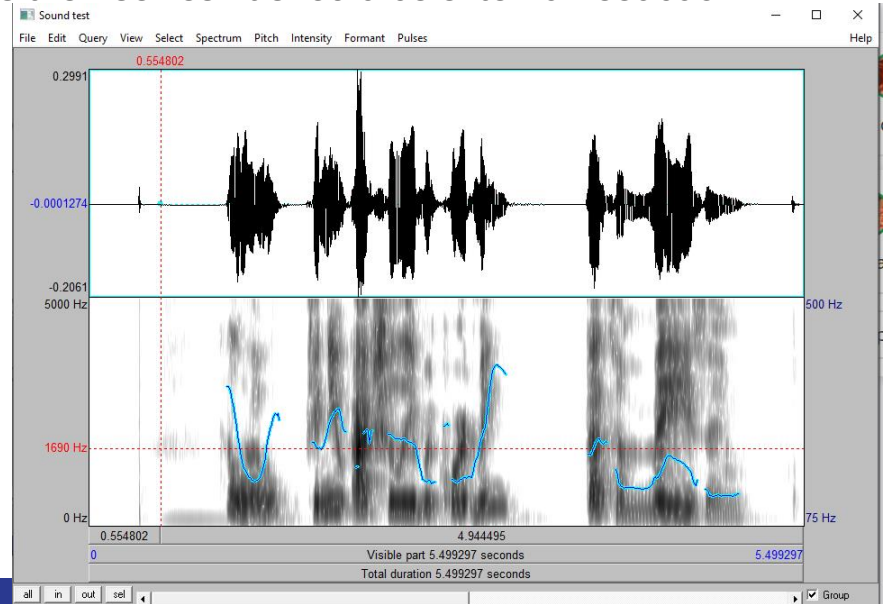 Sound test
File Edit Query View Select Spectrum Pitch Intensity Formant Pulses Help
0.554802
0.2991
-0.0001274
-0.2061
5000 Hz
500 Hz
1690 Hz
0 Hz
75 Hz
0.554802 4.944495
0 Visible part 5.499297 seconds 5.499297
Total duration 5.499297 seconds
all in out sel Group